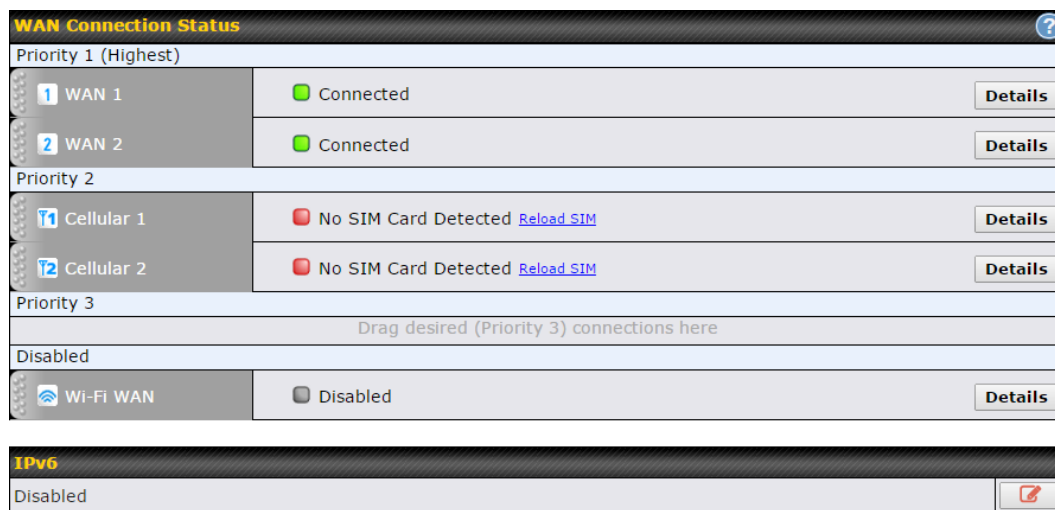 WAN Connection Status ?
Priority 1 (Highest)
1 WAN 1 Connected Details
2 WAN 2 Connected Details
Priority 2
1 Cellular 1 No SIM Card Detected Reload SIM Details
2 Cellular 2 No SIM Card Detected Reload SIM Details
Priority 3
Drag desired (Priority 3) connections here
Disabled
Wi-Fi WAN Disabled Details
IPv6
Disabled